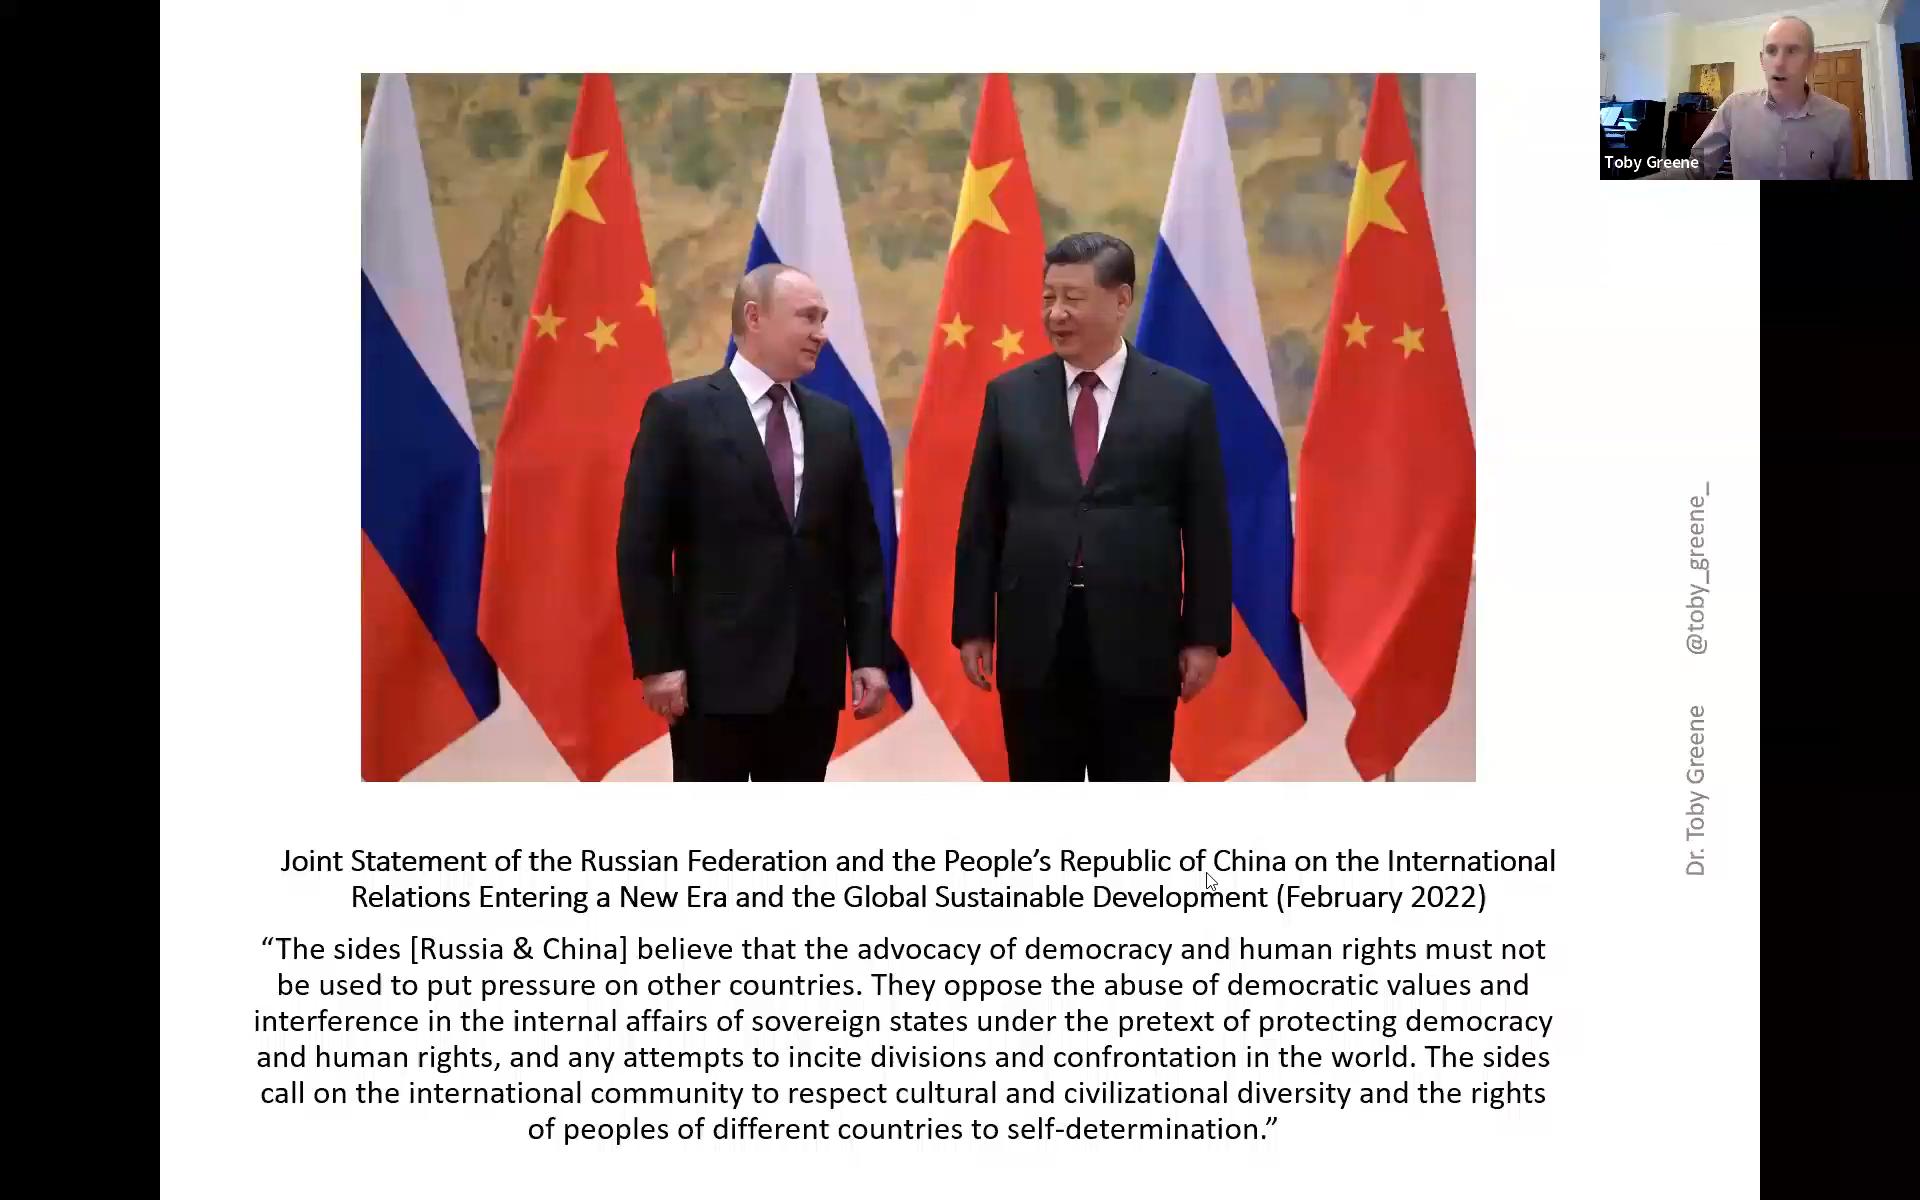 Toby Greene
Joint Statement of the Russian Federation and the People’s Republic of China on the International
Relations Entering a New Era and the Global Sustainable Development (February 2022)
“The sides [Russia & China] believe that the advocacy of democracy and human rights must not
be used to put pressure on other countries. They oppose the abuse of democratic values and
interference in the internal affairs of sovereign states under the pretext of protecting democracy
and human rights, and any attempts to incite divisions and confrontation in the world. The sides
call on the international community to respect cultural and civilizational diversity and the rights
of peoples of different countries to self-determination.”
Dr. Toby Greene @toby_greene_